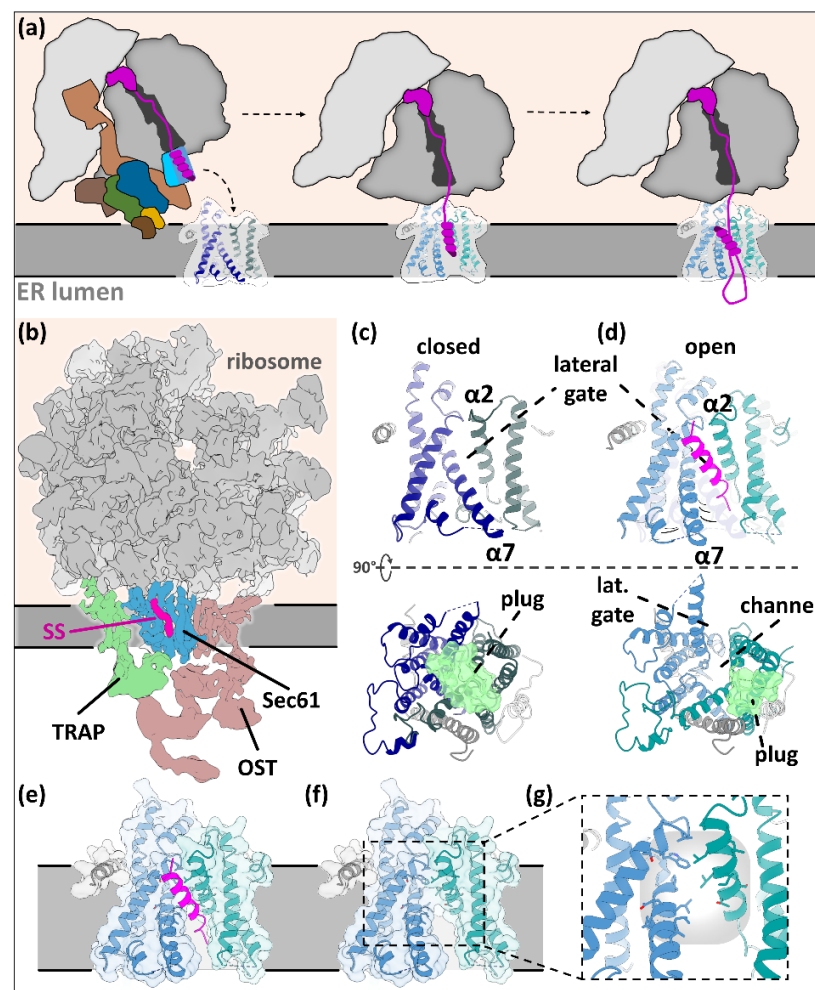 (a)
ER lumen
(b)
ribosome
SS
TRAP
Sec61
OST
(c)
closed
(d)
open
lateral
gate
α2
α2
α7
α7
90°
plug
lat.
gate
channe
plug
(e)
(f)
(g)